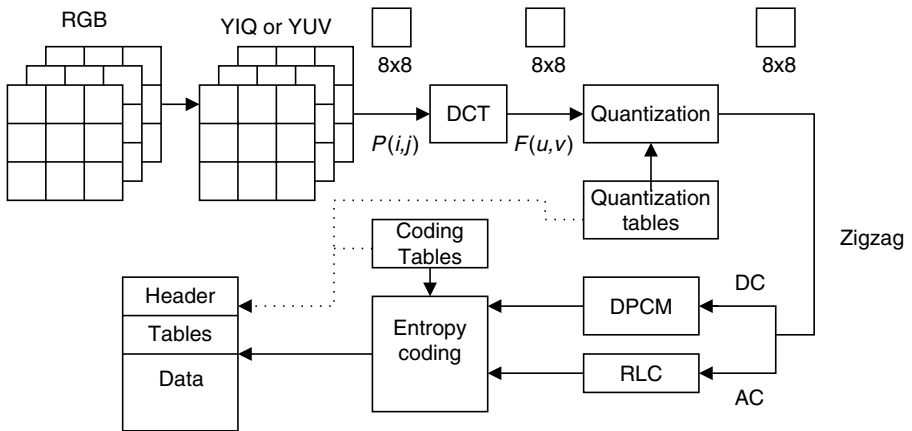 RGB
YIQ or YUV
8x8
8x8
8x8
DCT
Quantization
P(i,j)
F(u,v)
Quantization
tables
Coding
Tables
Zigzag
Header
Tables
Data
Entropy
coding
DPCM
DC
RLC
AC